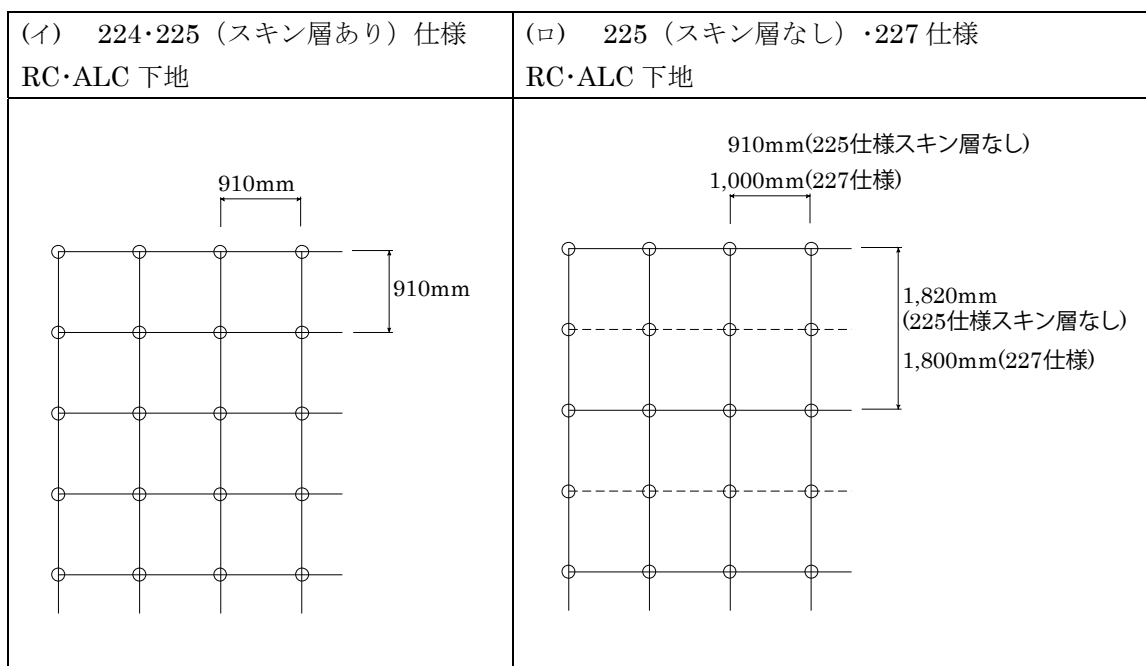 (イ) 224・225（スキン層あり）仕様
RC・ALC 下地
(ロ) 225（スキン層なし）・227 仕様
RC・ALC 下地
910mm
910mm
910mm(225仕様スキン層なし)
1,000mm(227仕様)
1,820mm
(225仕様スキン層なし)
1,800mm(227仕様)